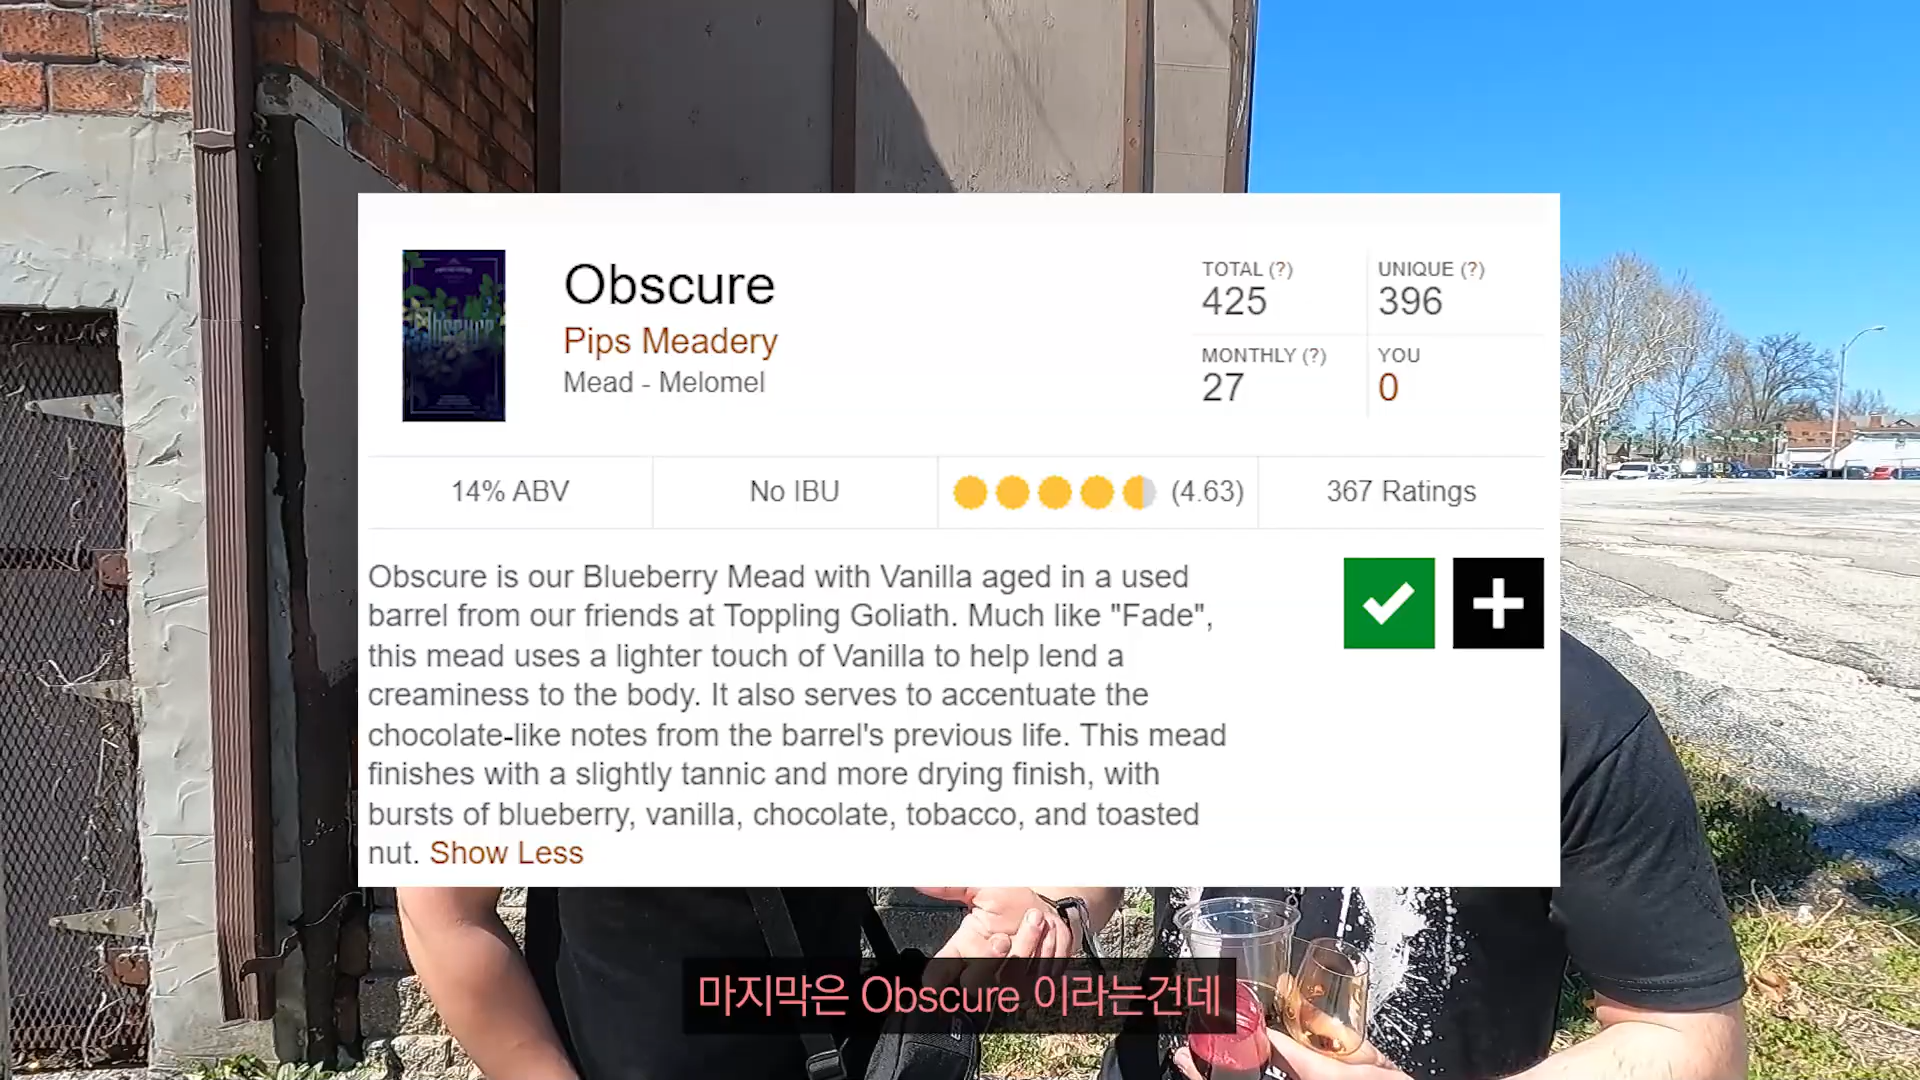 Obscure
Pips Meadery
Mead - Melomel
TOTAL (?)
425
UNIQUE (?)
396
MONTHLY (?)
27
YOU
0
Obscure
14% ABV
No IBU
(4.63)
367 Ratings
Obscure is our Blueberry Mead with Vanilla aged in a used
barrel from our friends at Toppling Goliath. Much like "Fade",
this mead uses a lighter touch of Vanilla to help lend a
creaminess to the body. It also serves to accentuate the
chocolate-like notes from the barrel's previous life. This mead
finishes with a slightly tannic and more drying finish, with
bursts of blueberry, vanilla, chocolate, tobacco, and toasted
nut. Show Less
마지막은 Obscure 이라는건데